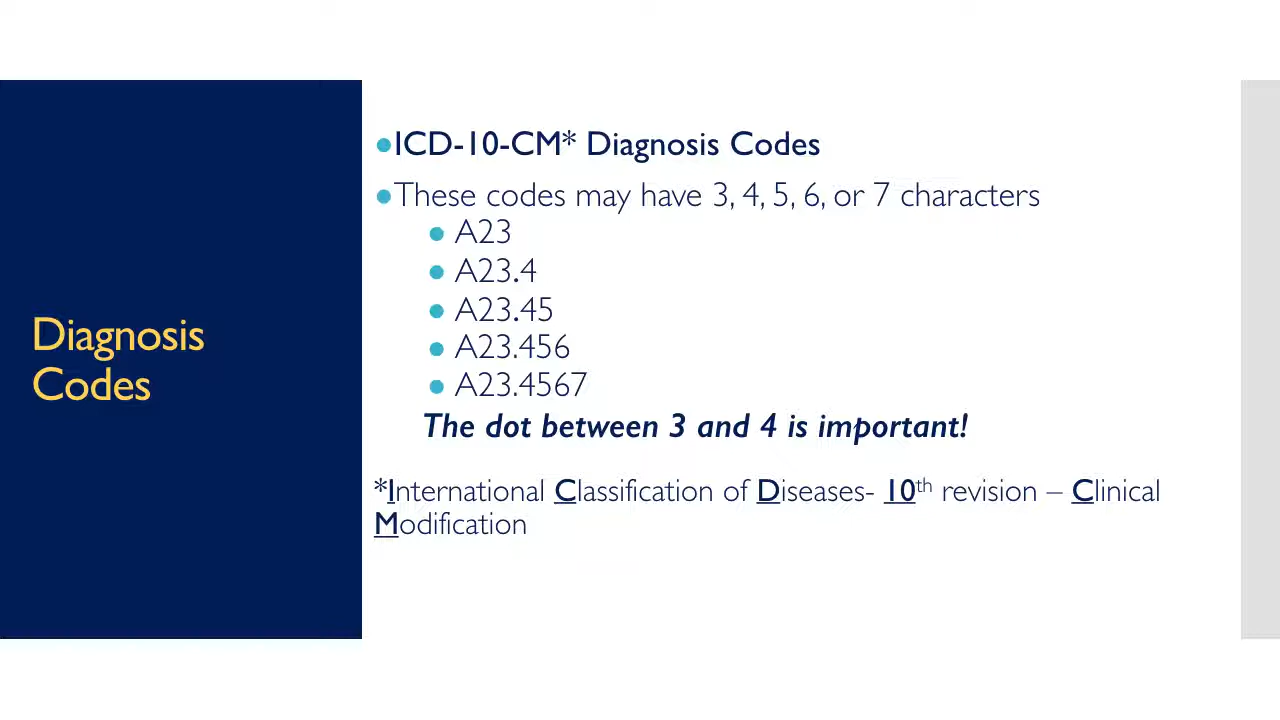 Diagnosis
Codes
ICD-10-CM* Diagnosis Codes
These codes may have 3, 4, 5, 6, or 7 characters
A23
A23.4
A23.45
A23.456
A23.4567
The dot between 3 and 4 is important!
*International Classification of Diseases- 10th revision – Clinical
Modification